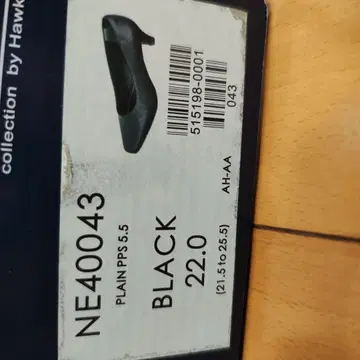 collection by Hawk
NE40043
PLAIN PPS 5.5
BLACK
22.0
(21.5 to 25.5)
515198-0001
043
AH-AA